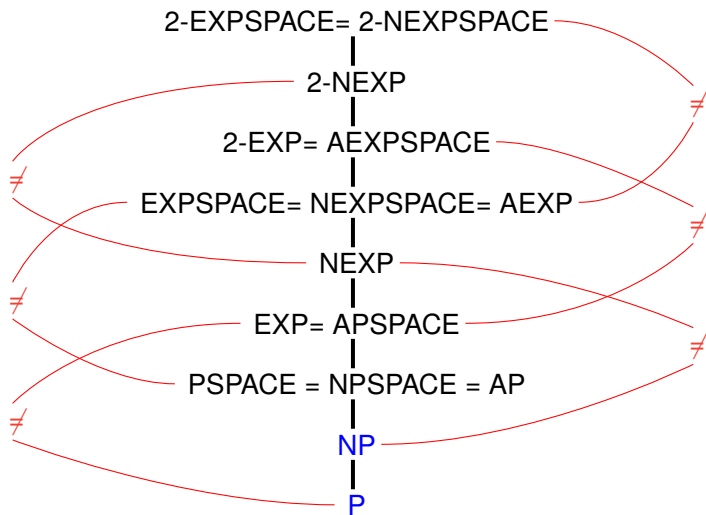 2-EXPSPACE= 2-NEXPSPACE
2-NEXP
≠
2-EXP= AEXPSPACE
≠
EXPSPACE= NEXPSPACE= AEXP
≠
NEXP
≠
EXP= APSPACE
≠
PSPACE = NPSPACE = AP
≠
NP
P